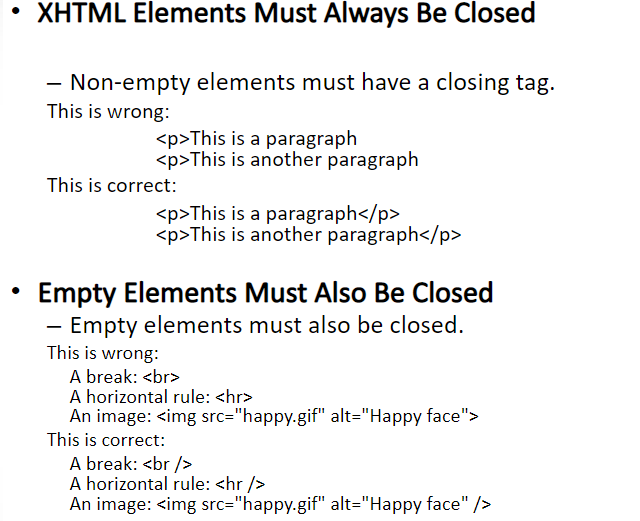 • XHTML Elements Must Always Be Closed
– Non-empty elements must have a closing tag.
This is wrong:
<p>This is a paragraph
<p>This is another paragraph
This is correct:
<p>This is a paragraph</p>
<p>This is another paragraph</p>
• Empty Elements Must Also Be Closed
– Empty elements must also be closed.
This is wrong:
A break: <br>
A horizontal rule: <hr>
An image: <img src="happy.gif" alt="Happy face">
This is correct:
A break: <br />
A horizontal rule: <hr />
An image: <img src="happy.gif" alt="Happy face" />